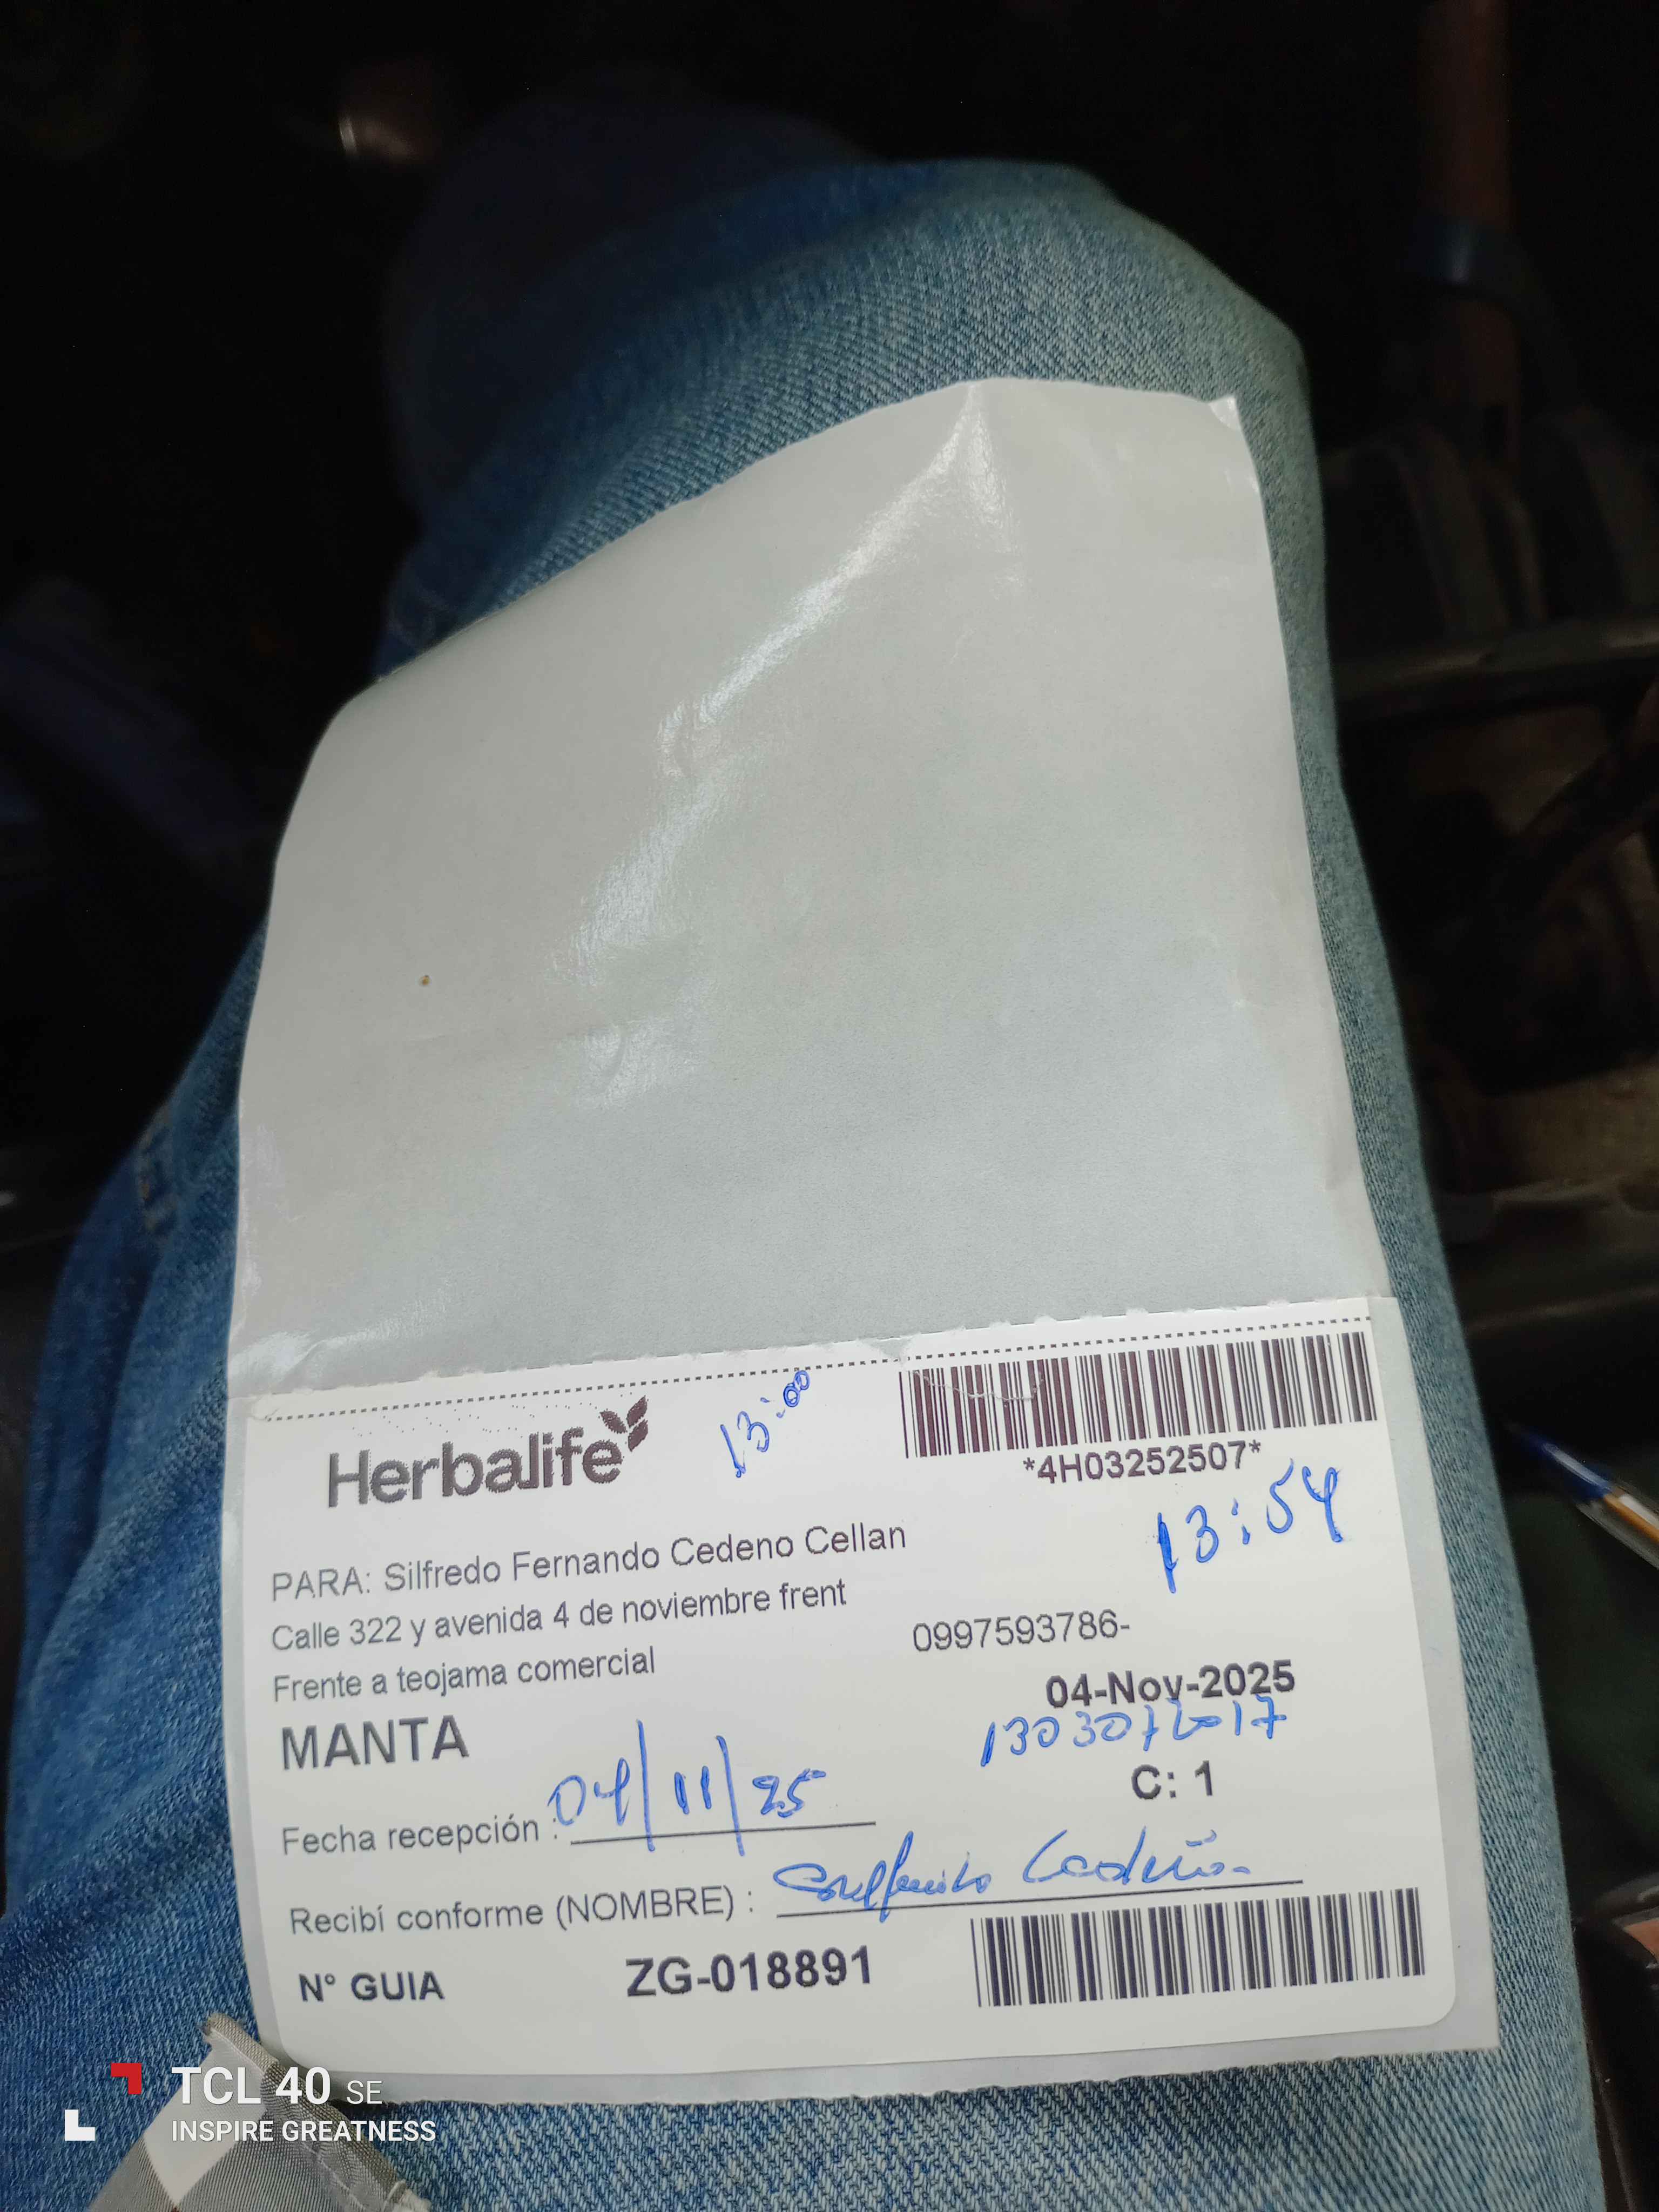 Herbalife
13:00
*4H03252507*
13:54
PARA: Silfredo Fernando Cedeno Cellan
Calle 322 y avenida 4 de noviembre frent
0997593786-
Frente a teojama comercial
04-Nov-2025
MANTA
C: 1
Fecha recepción : 04/11/25
Recibí conforme (NOMBRE) : Cedeño
Nº GUIA ZG-018891
TCL 40 SE
INSPIRE GREATNESS